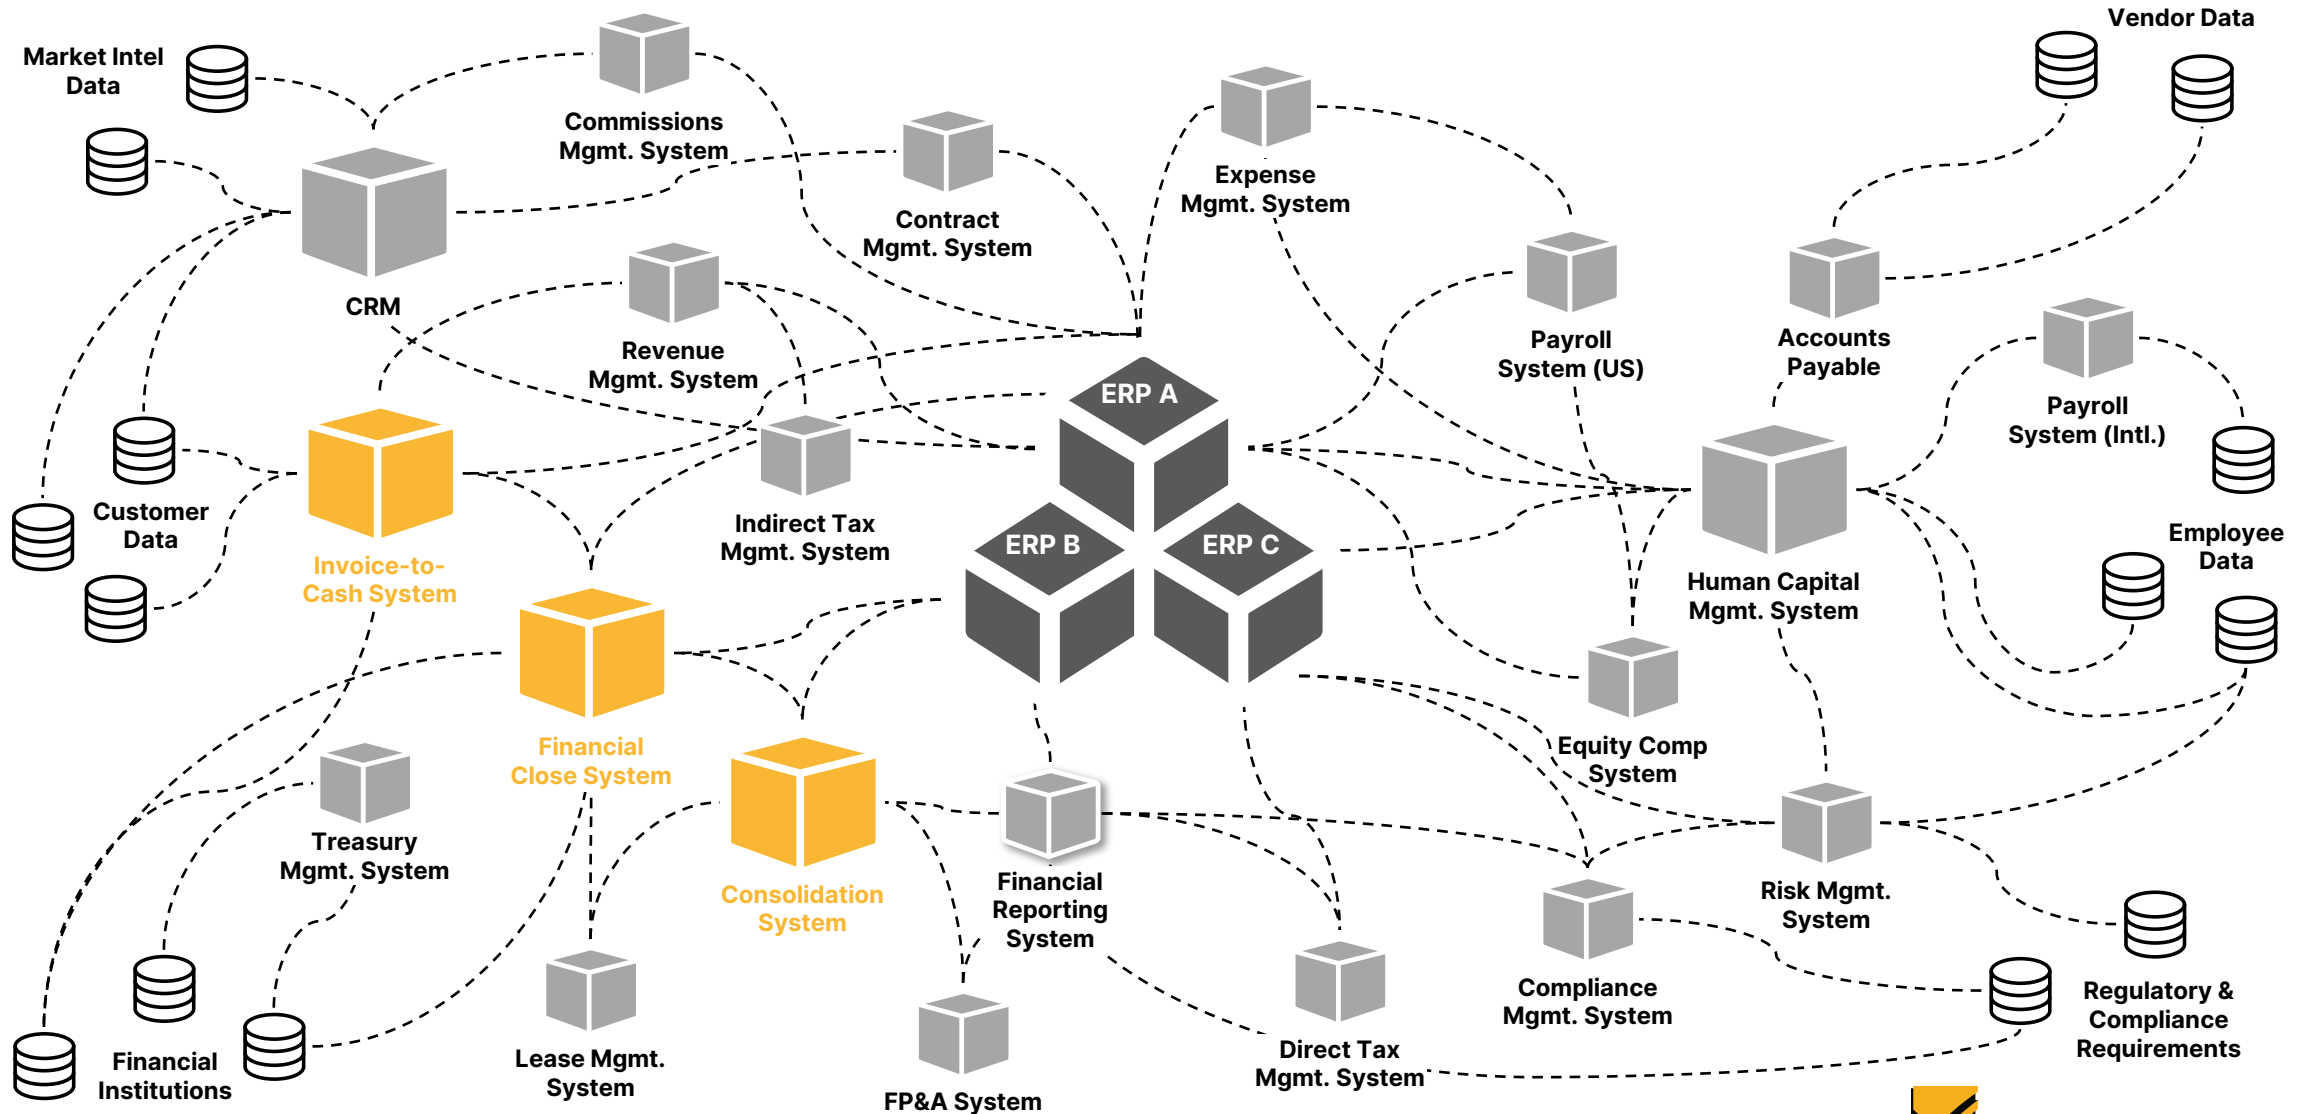 Vendor Data
Market Intel
Data
Commissions
Mgmt. System
Expense
Mgmt. System
Contract
Mgmt. System
CRM
Revenue
Mgmt. System
Payroll
System (US)
Accounts
Payable
Payroll
System (Intl.)
ERP A
ERP B
ERP C
Customer
Data
Indirect Tax
Mgmt. System
Employee
Data
Invoice-to-
Cash System
Human Capital
Mgmt. System
Financial
Close System
Equity Comp
System
Treasury
Mgmt. System
Consolidation
System
Financial
Reporting
System
Risk Mgmt.
System
Compliance
Mgmt. System
Regulatory &
Compliance
Requirements
Financial
Institutions
Lease Mgmt.
System
Direct Tax
Mgmt. System
FP&A System